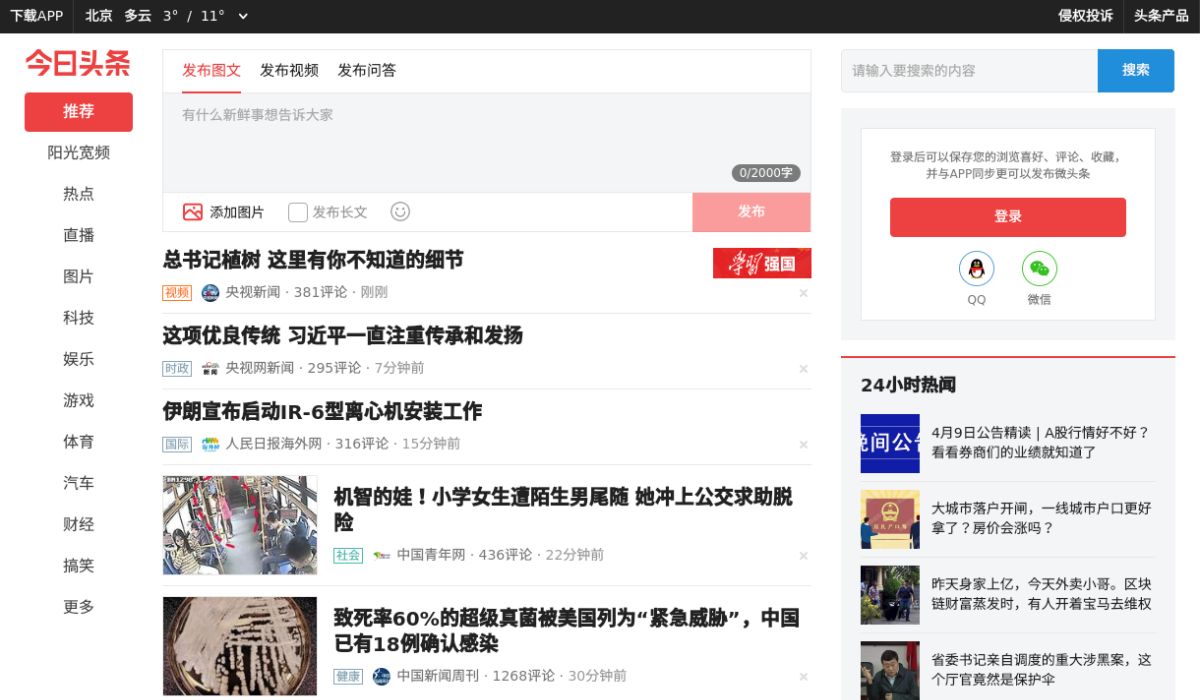 下载APP 北京 多云 3° / 11° 侵权投诉 头条产品
今日头条
推荐
阳光宽频
热点
直播
图片
科技
娱乐
游戏
体育
汽车
财经
搞笑
更多
发布图文 发布视频 发布问答
有什么新鲜事想告诉大家
0/2000字
添加图片 发布长文 发布
总书记植树 这里有你不知道的细节
学习强国
视频 央视新闻 · 381评论 · 刚刚
这项优良传统 习近平一直注重传承和发扬
时政 央视网新闻 · 295评论 · 7分钟前
伊朗宣布启动IR-6型离心机安装工作
国际 人民日报海外网 · 316评论 · 15分钟前
机智的娃！小学女生遭陌生男尾随 她冲上公交求助脱
险
社会 中国青年网 · 436评论 · 22分钟前
致死率60%的超级真菌被美国列为“紧急威胁”，中国
已有18例确认感染
健康 中国新闻周刊 · 1268评论 · 30分钟前
请输入要搜索的内容 搜索
登录后可以保存您的浏览喜好、评论、收藏，
并与APP同步更可以发布微头条
登录
QQ 微信
24小时热闻
晚间公告
4月9日公告精读 | A股行情好不好？
看看券商们的业绩就知道了
大城市落户开闸，一线城市户口更好
拿了？房价会涨吗？
昨天身家上亿，今天外卖小哥。区块
链财富蒸发时，有人开着宝马去维权
省委书记亲自调度的重大涉黑案，这
个厅官竟然是保护伞